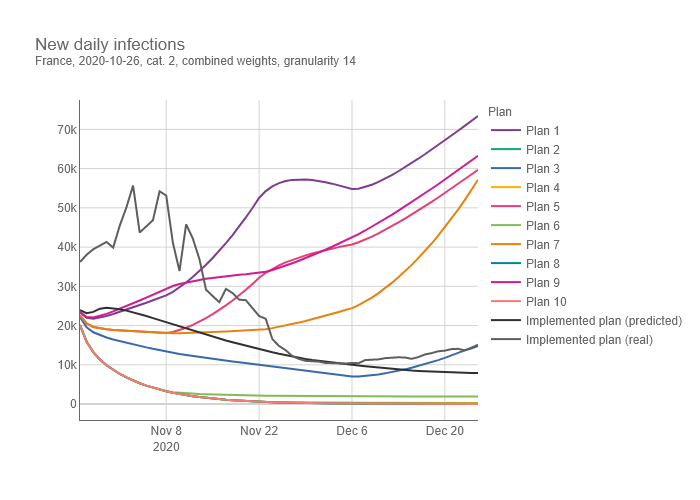 New daily infections
France, 2020-10-26, cat. 2, combined weights, granularity 14
70k
60k
50k
40k
30k
20k
10k
0
Nov 8
2020
Nov 22
Dec 6
Dec 20
Plan
Plan 1
Plan 2
Plan 3
Plan 4
Plan 5
Plan 6
Plan 7
Plan 8
Plan 9
Plan 10
Implemented plan (predicted)
Implemented plan (real)